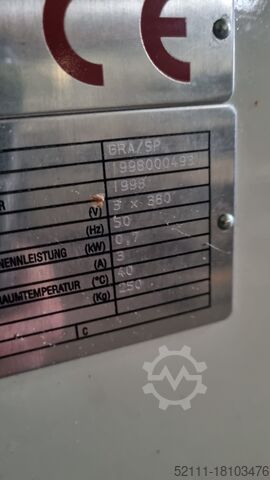 CE
GRA/SP
1998000493
R 1998
(V) 3 x 380
(Hz) 50
NENNLEISTUNG (kW) 0,7
(A) 3
RAUMTEMPERATUR (°C) 40
(Kg) 250
C
52111-18103476